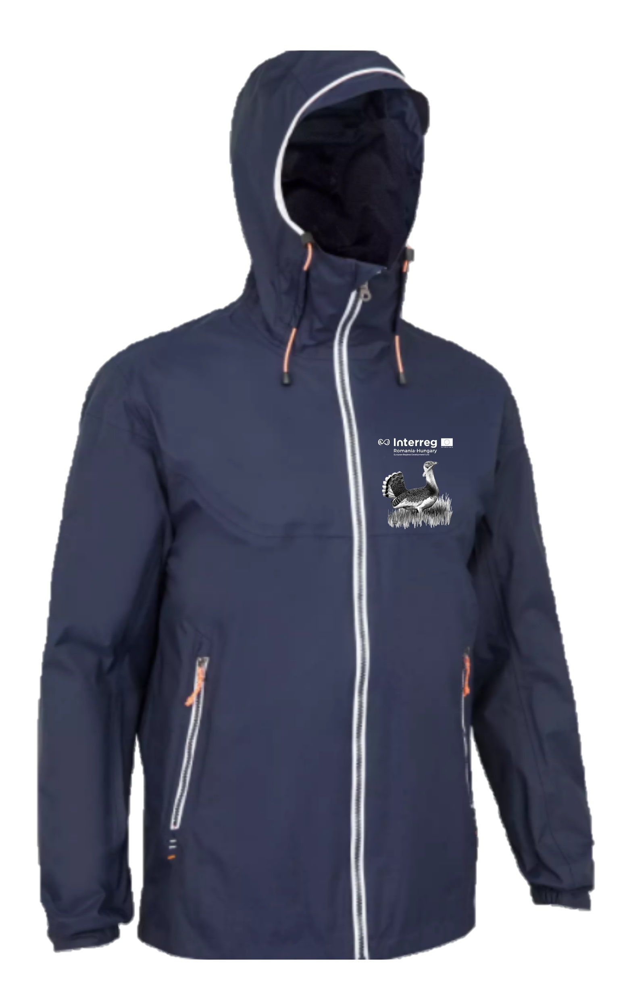 Interreg
Romania-Hungary
European Regional Development Fund